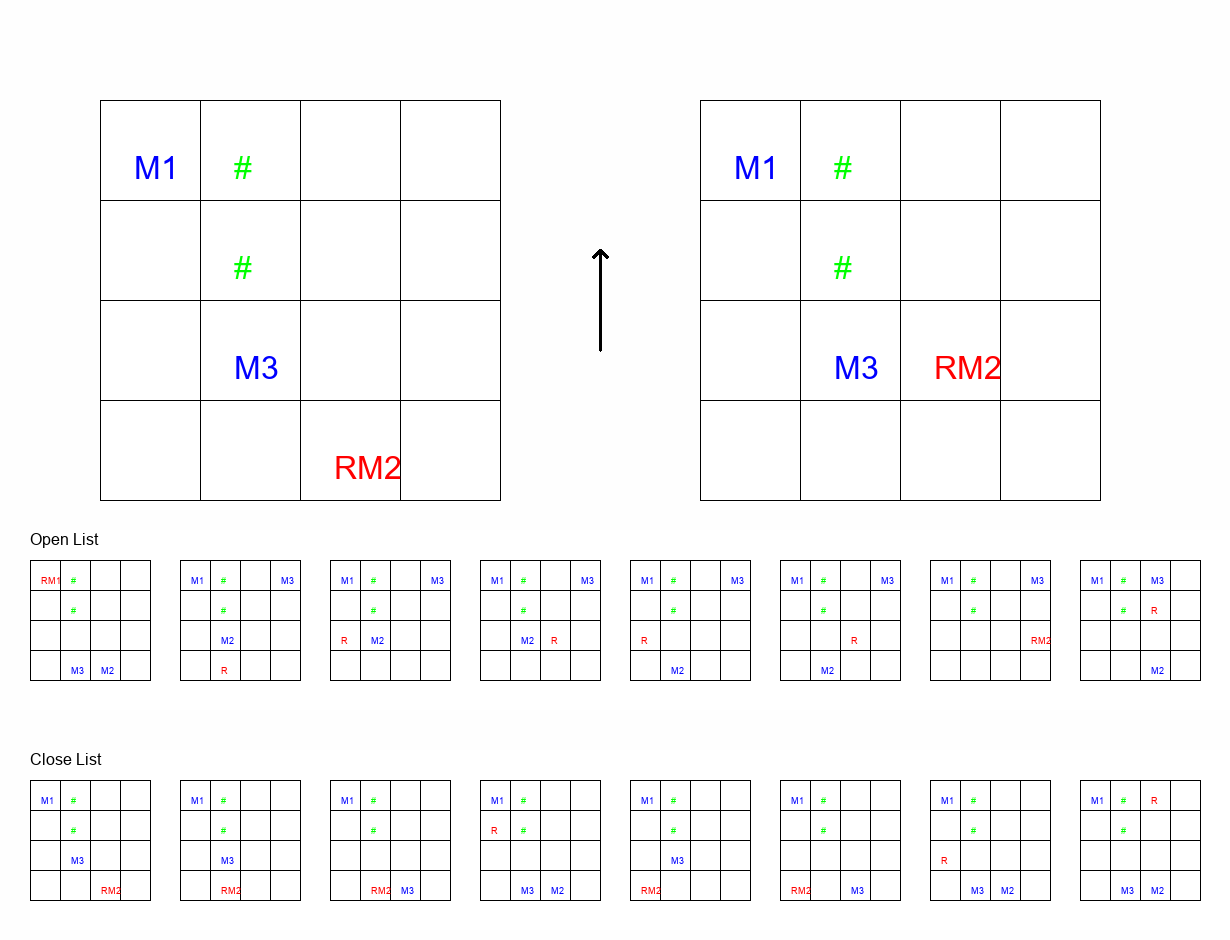 M1 # M1 #
# #
M3 M3 RM2
RM2
Open List
RM1 # M1 # M3 M1 # M3 M1 # M3 M1 # M3 M1 # M3 M1 # M3 M1 # M3
# # # # # # # # R
M2 R M2 M2 R R R RM2
M3 M2 R M2 M2 M2
Close List
M1 # M1 # M1 # M1 # M1 # M1 # M1 # M1 # R
# # # R # # # # #
M3 M3 M3 R
RM2 RM2 RM2 M3 M3 M2 RM2 RM2 M3 M3 M2 M3 M2